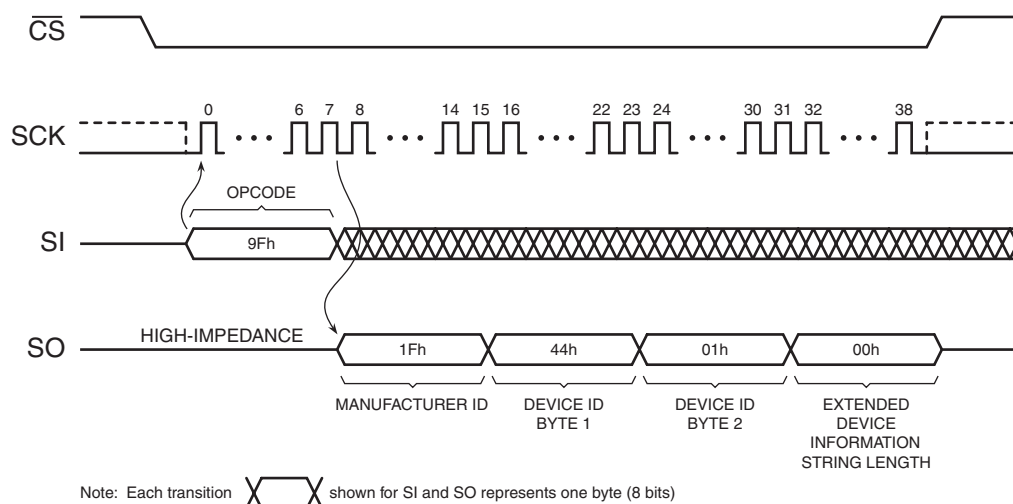 CS
SCK
0 6 7 8 14 15 16 22 23 24 30 31 32 38
OPCODE
SI
9Fh
HIGH-IMPEDANCE
SO
1Fh 44h 01h 00h
MANUFACTURER ID
DEVICE ID
BYTE 1
DEVICE ID
BYTE 2
EXTENDED
DEVICE
INFORMATION
STRING LENGTH
Note: Each transition shown for SI and SO represents one byte (8 bits)